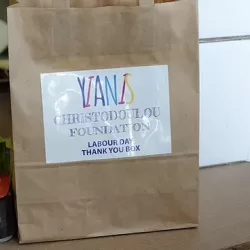 YIANIS
CHRISTODOULOU
FOUNDATION
LABOUR DAY
THANK YOU BOX